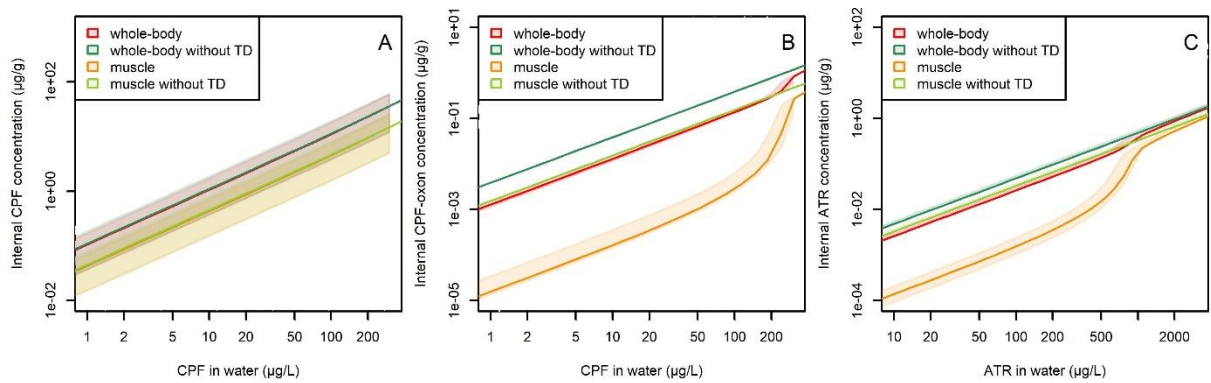 A
whole-body
whole-body without TD
muscle
muscle without TD
Internal CPF concentration (µg/g)
1e+02
1e+00
1e-02
1 2 5 10 20 50 100 200
CPF in water (µg/L)
B
whole-body
whole-body without TD
muscle
muscle without TD
Internal CPF-oxon concentration (µg/g)
1e+01
1e-01
1e-03
1e-05
1 2 5 10 20 50 100 200
CPF in water (µg/L)
C
whole-body
whole-body without TD
muscle
muscle without TD
Internal ATR concentration (µg/g)
1e+02
1e+00
1e-02
1e-04
10 20 50 100 200 500 2000
ATR in water (µg/L)